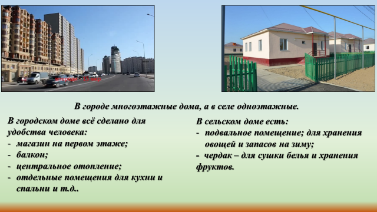 В городе многоэтажные дома, а в селе одноэтажные.
В городском доме всё сделано для
удобства человека:
- магазин на первом этаже;
- балкон;
- центральное отопление;
- отдельные помещения для кухни и
спальни и т.д..
В сельском доме есть:
- подвальное помещение; для хранения
овощей и запасов на зиму;
- чердак – для сушки белья и хранения
фруктов.